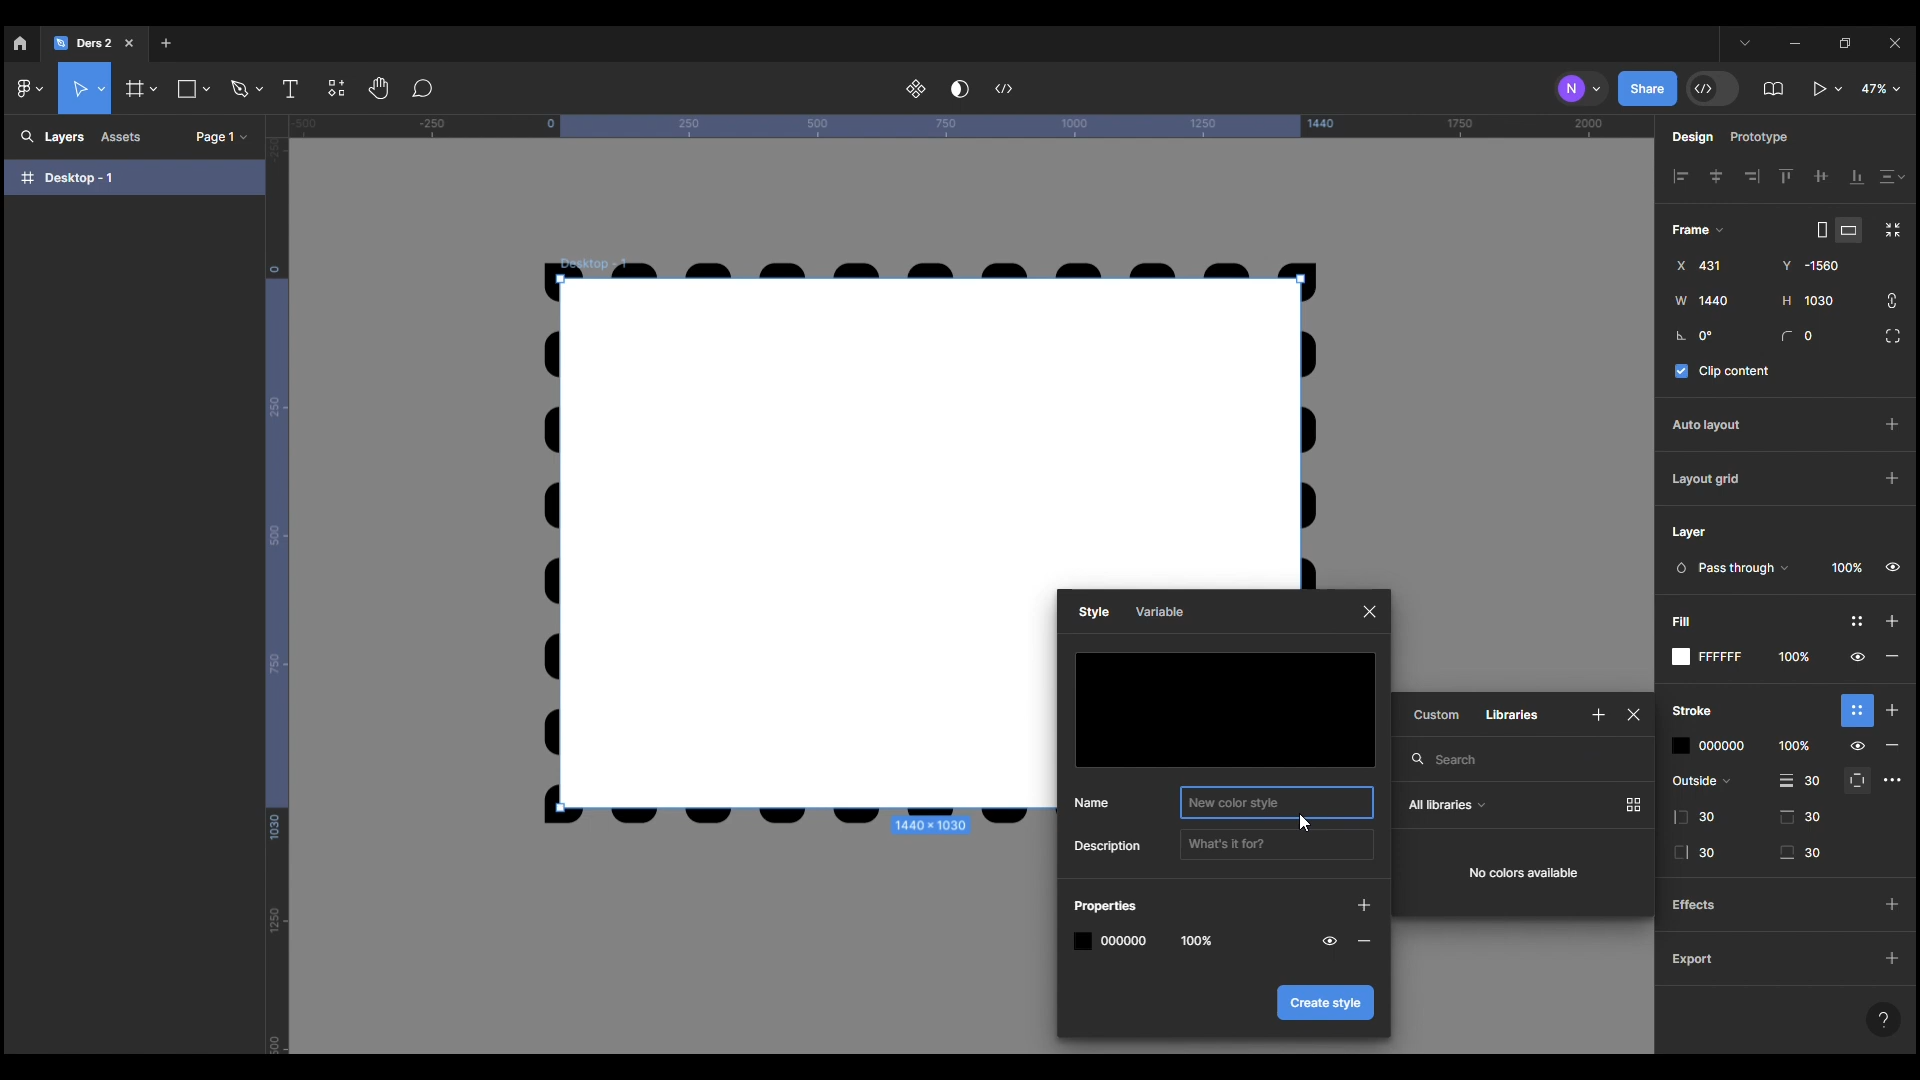 Ders 2
N
Share
47%
Layers Assets Page 1
Desktop - 1
-500 -250 0 250 500 750 1000 1250 1440 1750 2000
-250
0
250
500
750
1030
1250
Desktop - 1
1440 × 1030
Design Prototype
Frame
X 431 Y -1560
W 1440 H 1030
0° 0
Clip content
Auto layout
Layout grid
Layer
Pass through 100%
Fill
FFFFFF 100%
Stroke
000000 100%
Outside 30
30 30
30 30
Effects
Export
?
Style Variable
Name New color style
Description What's it for?
Properties
000000 100%
Create style
Custom Libraries
Search
All libraries
No colors available